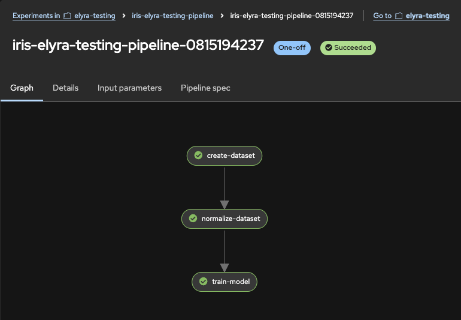 Experiments in elyra-testing > iris-elyra-testing-pipeline > iris-elyra-testing-pipeline-0815194237 | Go to elyra-testing
iris-elyra-testing-pipeline-0815194237 One-off Succeeded
Graph Details Input parameters Pipeline spec
create-dataset
normalize-dataset
train-model